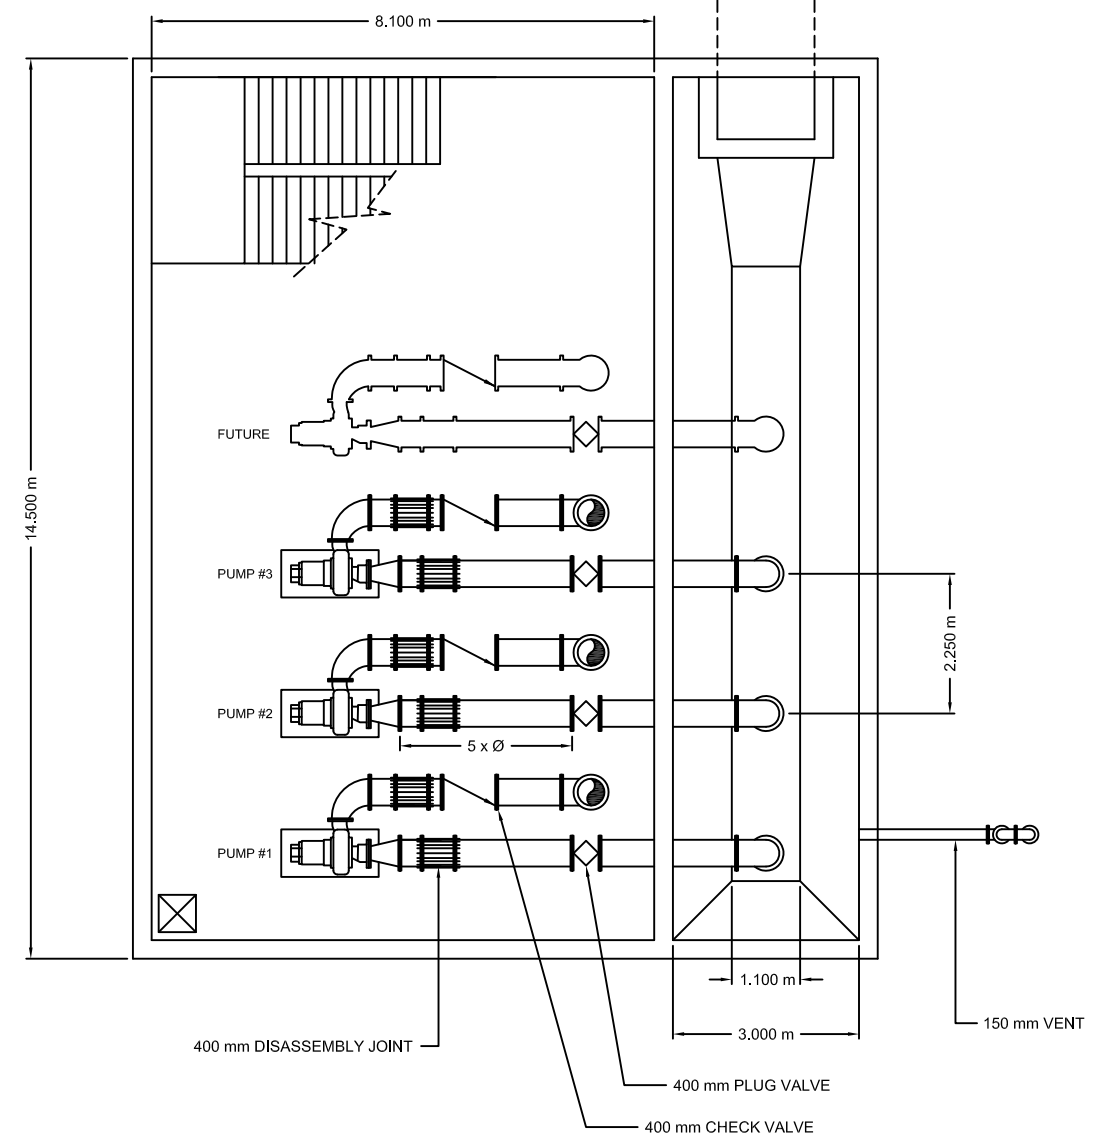 8.100 m
14.500 m
FUTURE
PUMP #3
2.250 m
PUMP #2
5 x Ø
PUMP #1
1.100 m
3.000 m
150 mm VENT
400 mm DISASSEMBLY JOINT
400 mm PLUG VALVE
400 mm CHECK VALVE